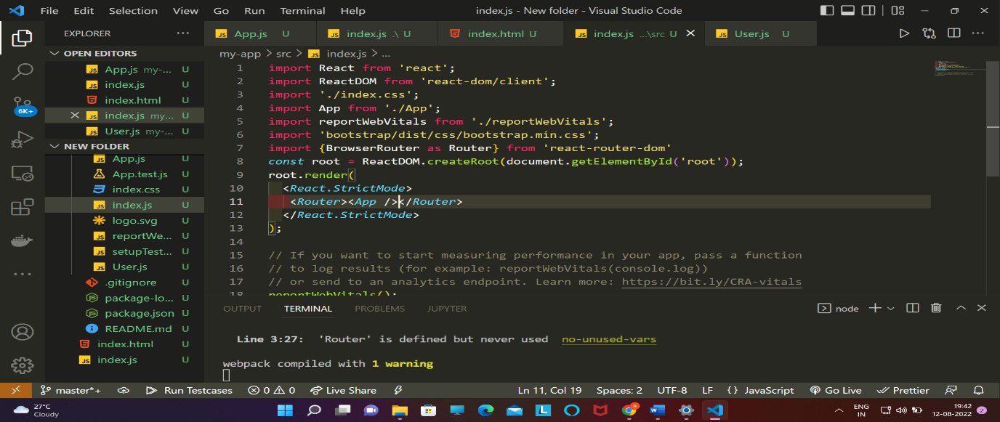 File Edit Selection View Go Run Terminal Help index.js - New folder - Visual Studio Code
EXPLORER ...
App.js U index.js .\ U index.html U index.js ...\src U User.js U
OPEN EDITORS
App.js my-... U
index.js U
index.html U
index.js my... U
User.js my-... U
NEW FOLDER
App.js U
App.test.js U
index.css U
index.js U
logo.svg U
reportWe... U
setupTest... U
User.js U
.gitignore U
package-lo... U
package.json U
README.md U
index.html U
index.js U
6K+
my-app > src > index.js > ...
1 import React from 'react';
2 import ReactDOM from 'react-dom/client';
3 import './index.css';
4 import App from './App';
5 import reportWebVitals from './reportWebVitals';
6 import 'bootstrap/dist/css/bootstrap.min.css';
7 import {BrowserRouter as Router} from 'react-router-dom'
8 const root = ReactDOM.createRoot(document.getElementById('root'));
9 root.render(
10 <React.StrictMode>
11 <Router><App /></Router>
12 </React.StrictMode>
13 );
14
15 // If you want to start measuring performance in your app, pass a function
16 // to log results (for example: reportWebVitals(console.log))
17 // or send to an analytics endpoint. Learn more: https://bit.ly/CRA-vitals
18 reportWebVitals();
OUTPUT TERMINAL PROBLEMS JUPYTER node
Line 3:27: 'Router' is defined but never used no-unused-vars
webpack compiled with 1 warning
master*+ Run Testcases 0 0 Live Share Ln 11, Col 19 Spaces: 2 UTF-8 LF {} JavaScript Go Live Prettier
27°C
Cloudy
ENG
IN
19:42
12-08-2022
2